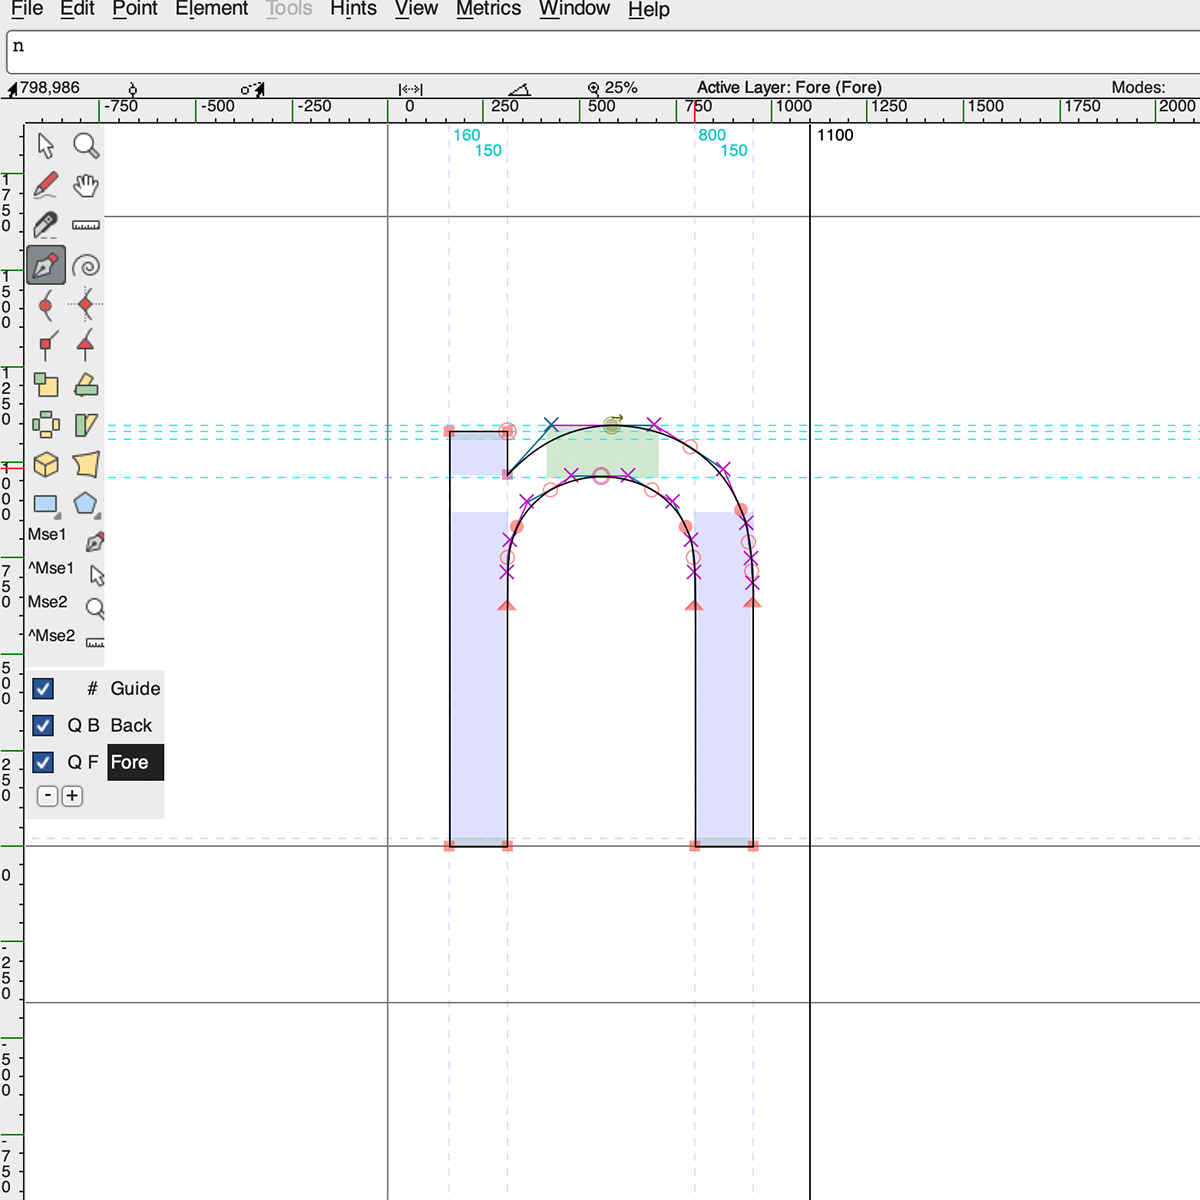 File Edit Point Element Tools Hints View Metrics Window Help
n
798,986 25% Active Layer: Fore (Fore) Modes:
-750 -500 -250 0 250 500 750 1000 1250 1500 1750 2000
160 800 1100
150 150
1750
1500
1250
1000
750
500
250
0
-250
-500
-750
Mse1
^Mse1
Mse2
^Mse2
# Guide
Q B Back
Q F Fore
- +